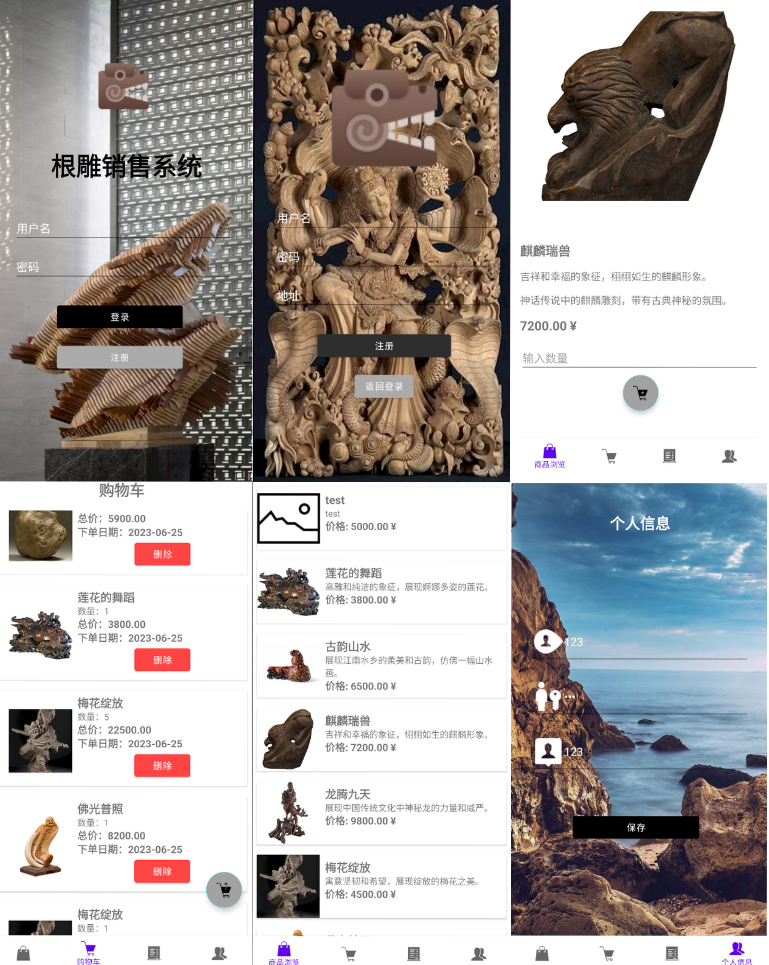 根雕销售系统
用户名
密码
登录
注册
用户名
密码
地址
注册
返回登录
麒麟瑞兽
吉祥和幸福的象征，栩栩如生的麒麟形象。
神话传说中的麒麟雕刻，带有古典神秘的氛围。
7200.00 ¥
输入数量
商品浏览
购物车
总价：5900.00
下单日期：2023-06-25
删除
莲花的舞蹈
数量：1
总价：3800.00
下单日期：2023-06-25
删除
梅花绽放
数量：5
总价：22500.00
下单日期：2023-06-25
删除
佛光普照
数量：1
总价：8200.00
下单日期：2023-06-25
删除
梅花绽放
数量：1
购物车
test
test
价格: 5000.00 ¥
莲花的舞蹈
高雅和纯洁的象征，展现婀娜多姿的莲花。
价格: 3800.00 ¥
古韵山水
展现江南水乡的柔美和古韵，仿佛一幅山水
画。
价格: 6500.00 ¥
麒麟瑞兽
吉祥和幸福的象征，栩栩如生的麒麟形象。
价格: 7200.00 ¥
龙腾九天
展现中国传统文化中神秘龙的力量和威严。
价格: 9800.00 ¥
梅花绽放
寓意坚韧和希望，展现绽放的梅花之美。
价格: 4500.00 ¥
商品浏览
个人信息
123
···
123
保存
个人信息